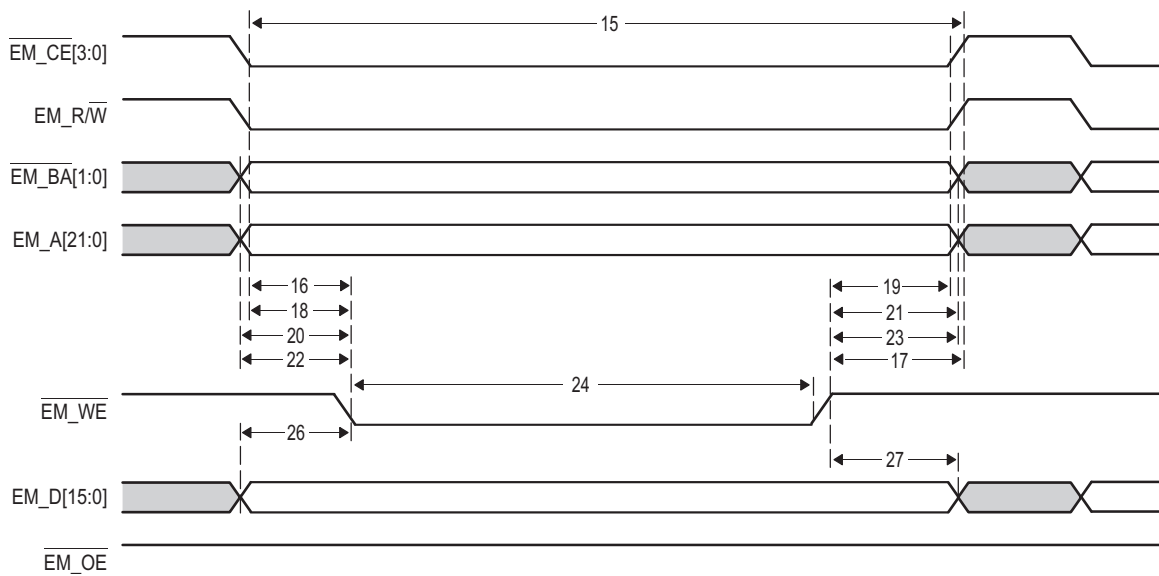 15
EM_CE[3:0]
EM_R/W
EM_BA[1:0]
EM_A[21:0]
16 19
18 21
20 23
22 17
EM_WE 24
26
27
EM_D[15:0]
EM_OE